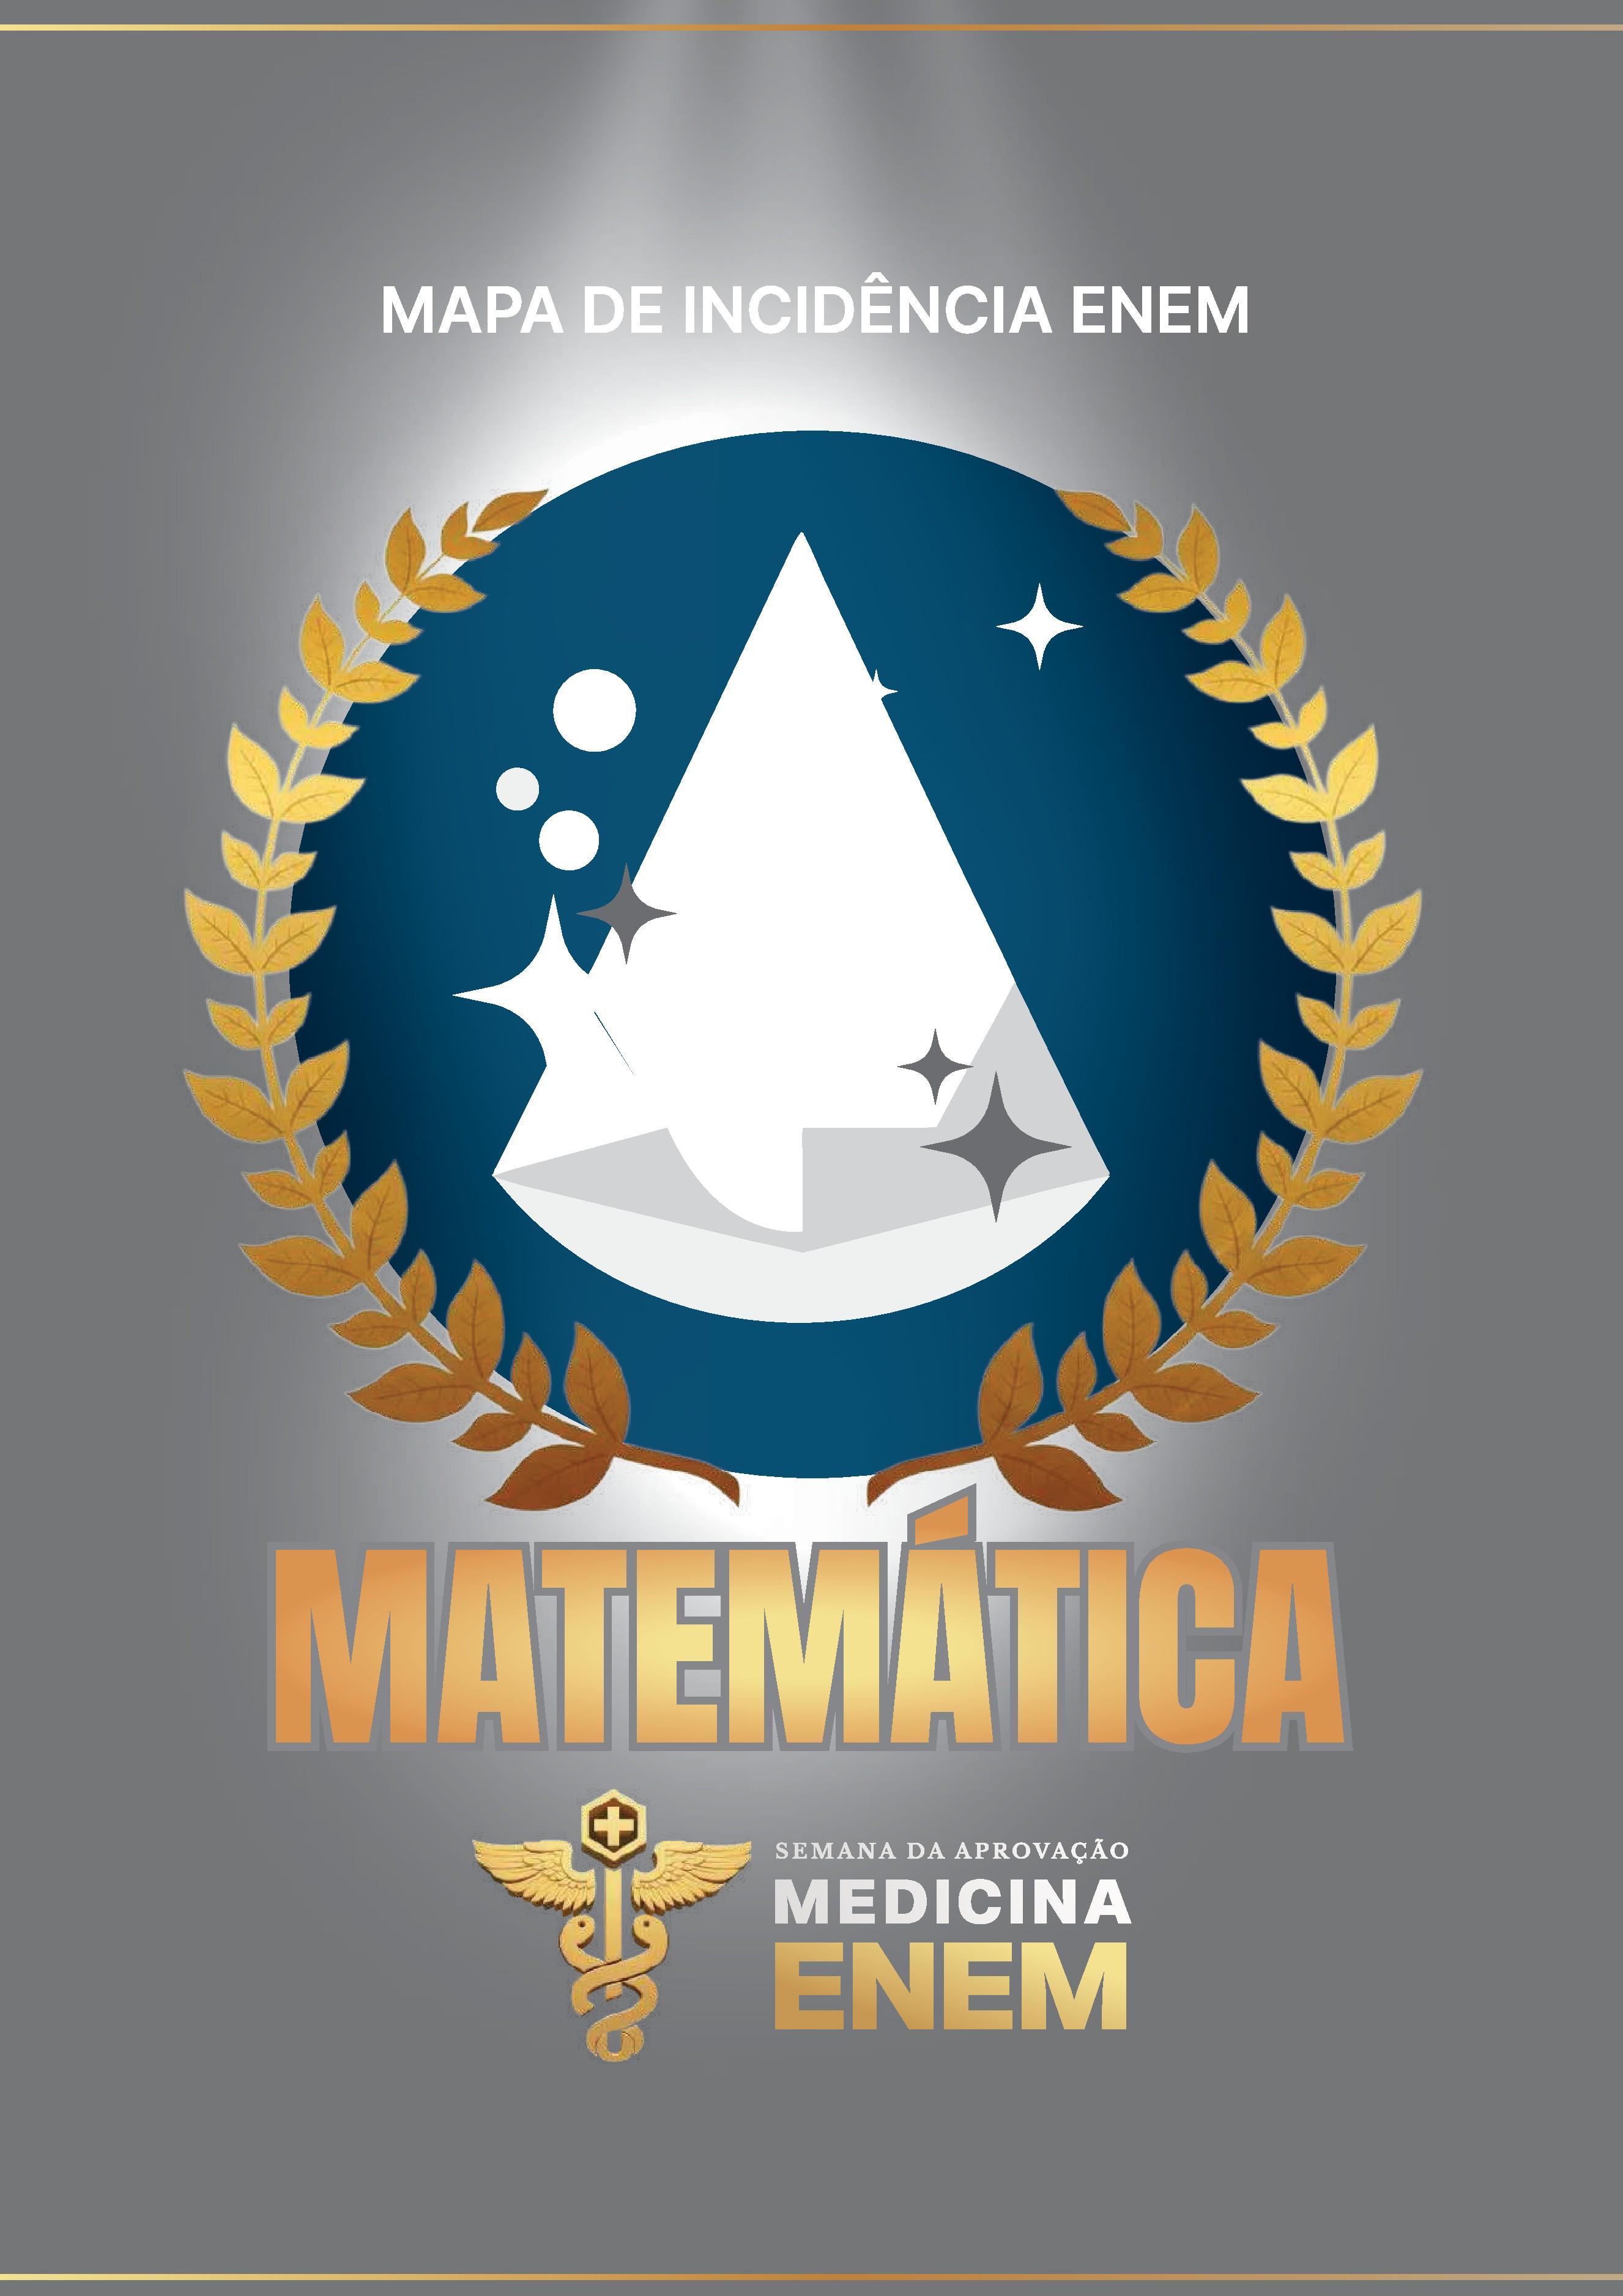 MAPA DE INCIDÊNCIA ENEM
MATEMÁTICA
SEMANA DA APROVAÇÃO
MEDICINA
ENEM